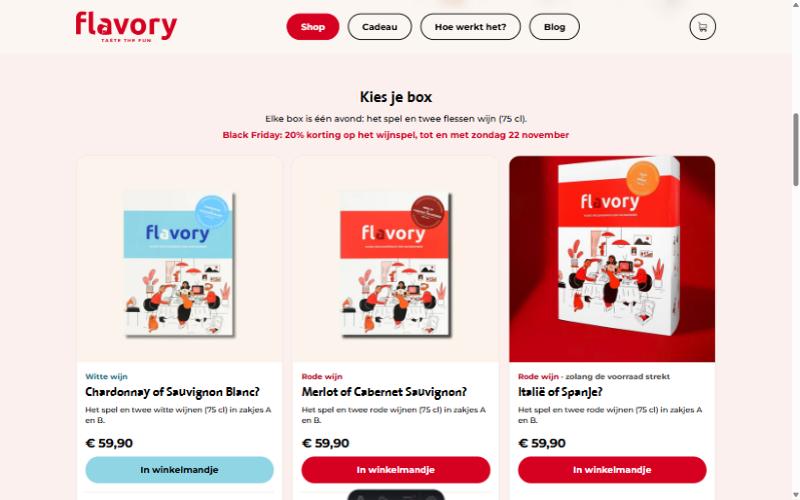 flavory
TASTE THE FUN
Shop
Cadeau
Hoe werkt het?
Blog
Kies je box
Elke box is één avond: het spel en twee flessen wijn (75 cl).
Black Friday: 20% korting op het wijnspel, tot en met zondag 22 november
flavory
flavory
flavory
Witte wijn
Chardonnay of Sauvignon Blanc?
Het spel en twee witte wijnen (75 cl) in zakjes A
en B.
€ 59,90
In winkelmandje
Rode wijn
Merlot of Cabernet Sauvignon?
Het spel en twee rode wijnen (75 cl) in zakjes A
en B.
€ 59,90
In winkelmandje
Rode wijn - zolang de voorraad strekt
Italië of Spanje?
Het spel en twee rode wijnen (75 cl) in zakjes A
en B.
€ 59,90
In winkelmandje